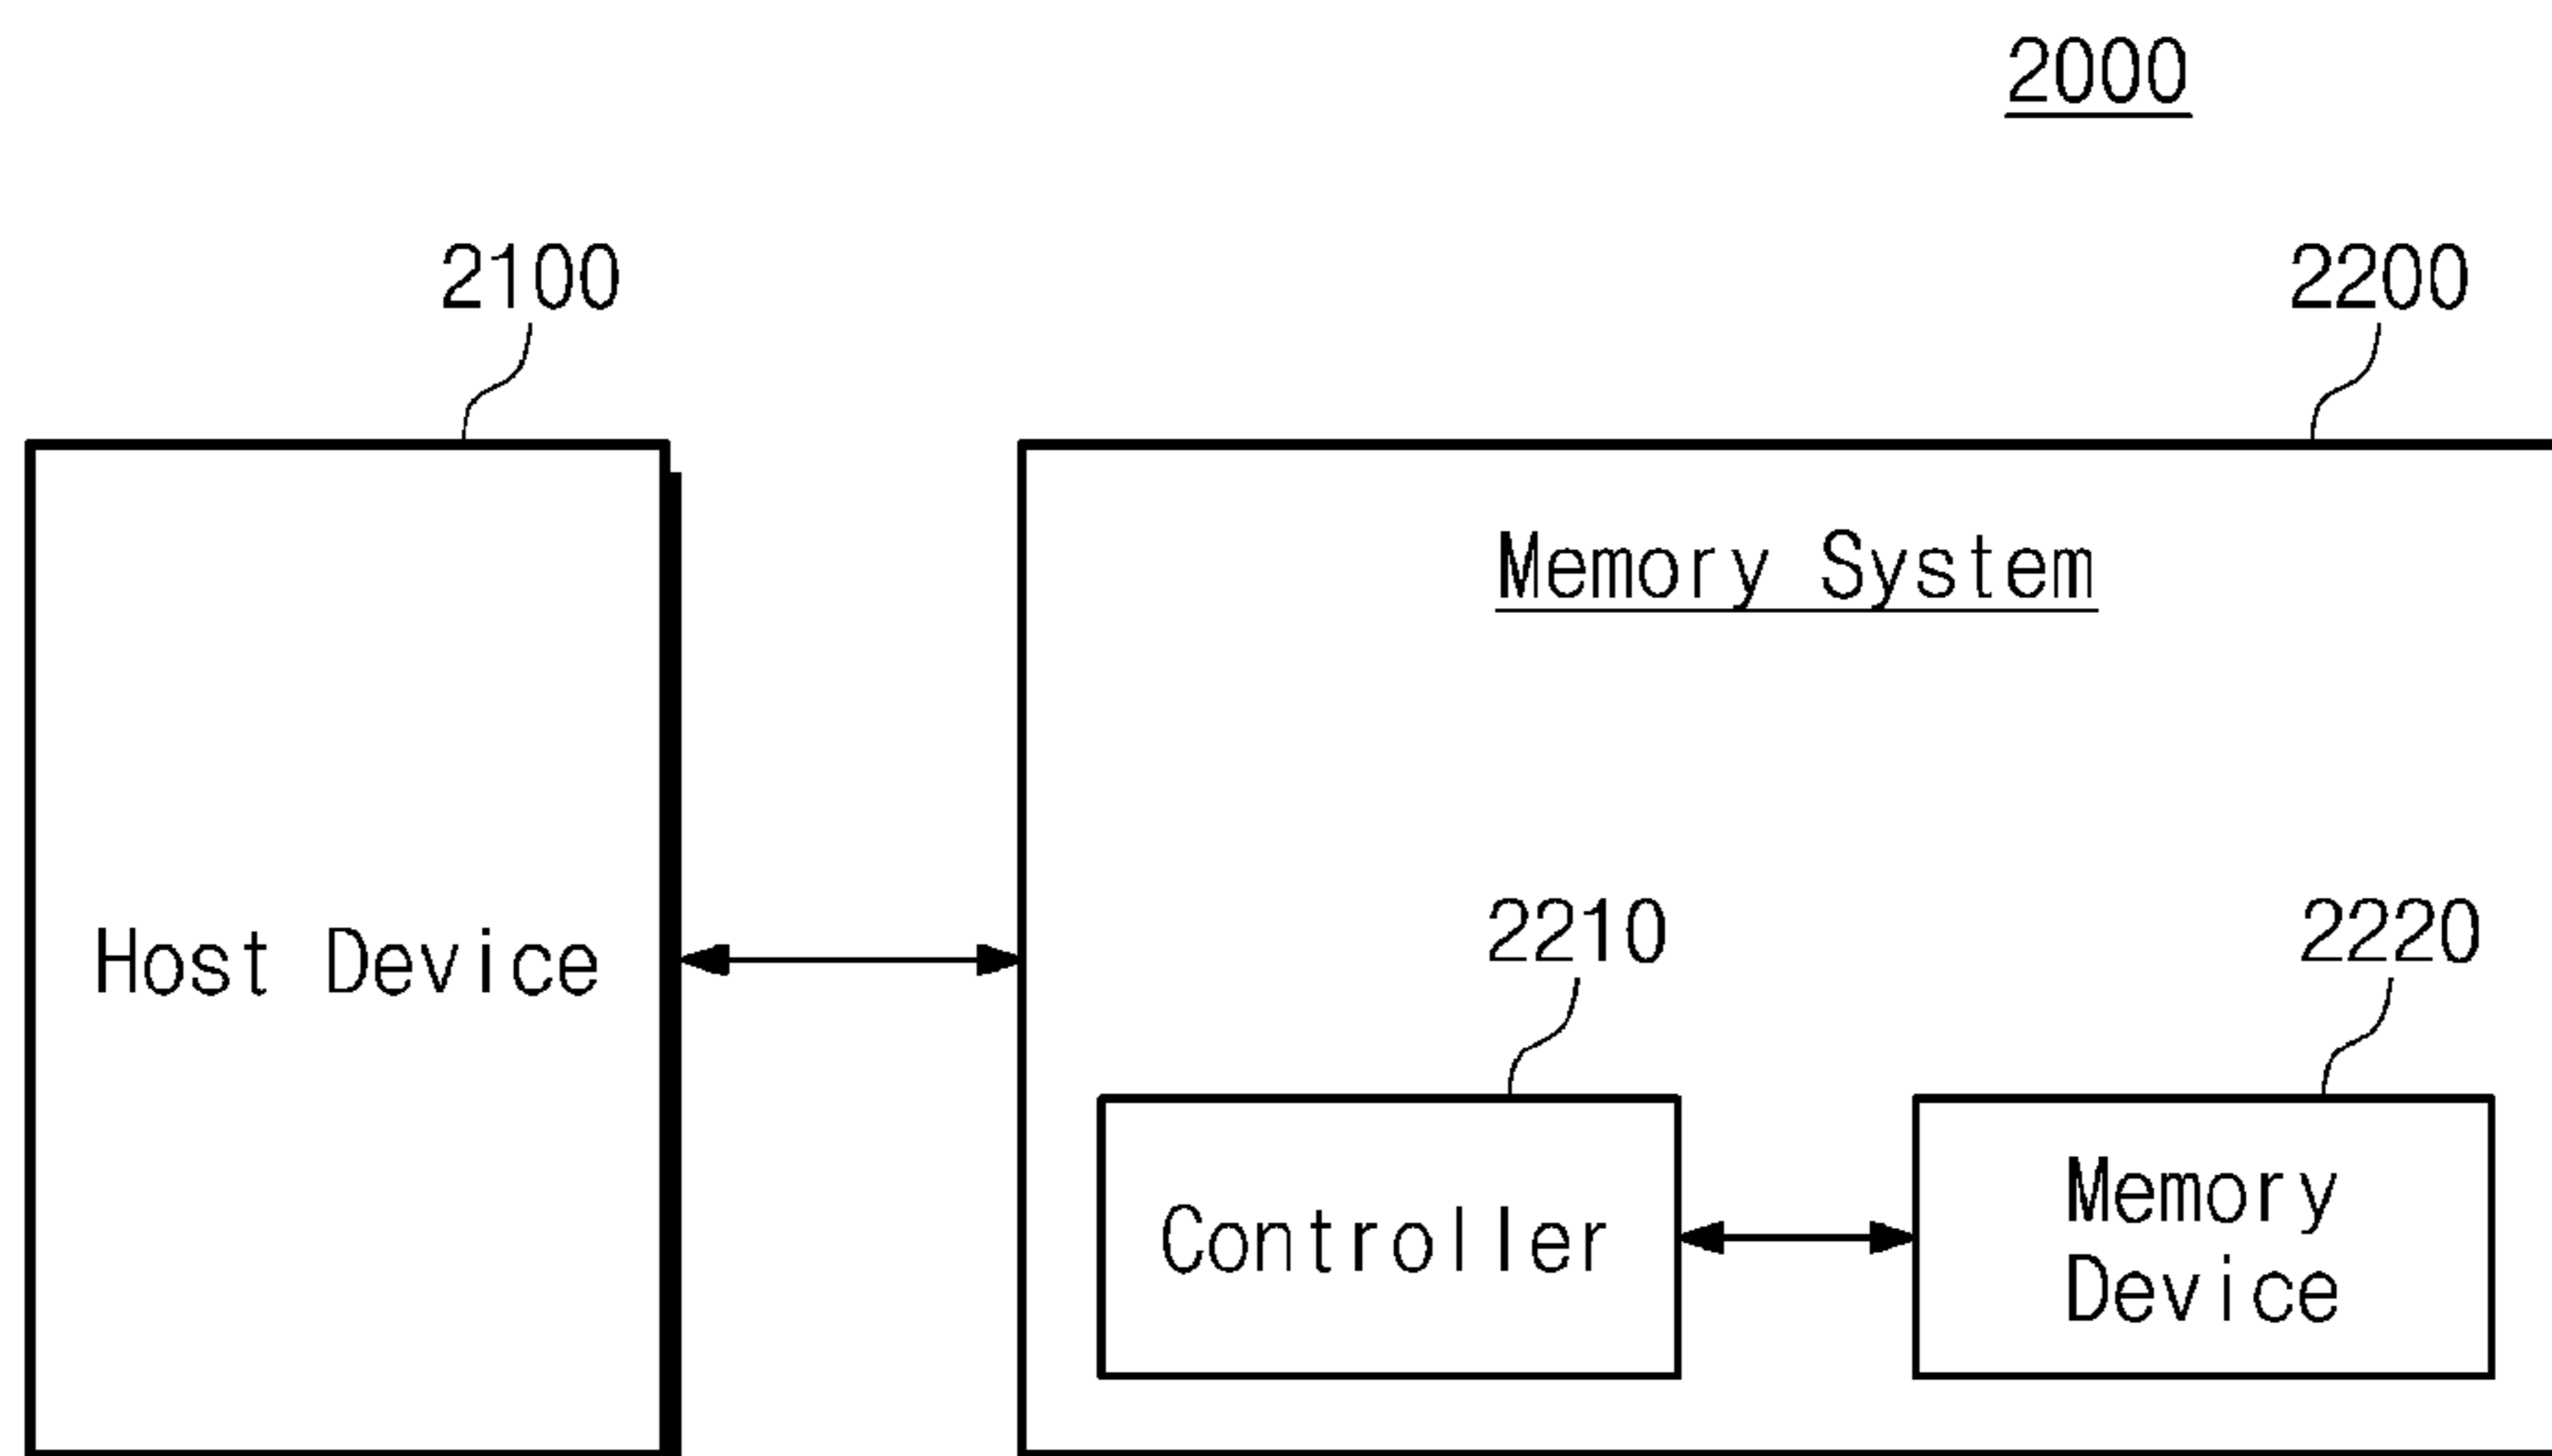 2000
2100
2200
Memory System
Host Device
2210
2220
Controller
Memory
Device